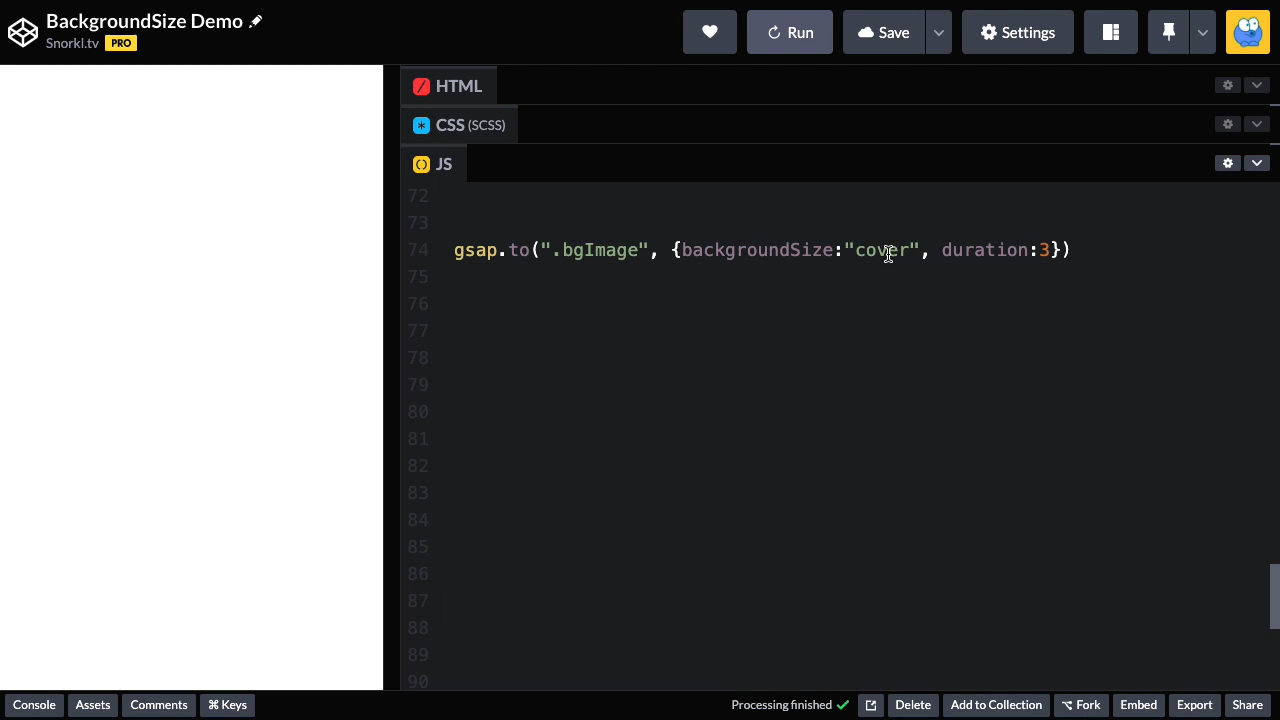 BackgroundSize Demo
Snorkl.tv PRO
Run
Save
Settings
HTML
CSS (SCSS)
JS
72
73
74 gsap.to(".bgImage", {backgroundSize:"cover", duration:3})
75
76
77
78
79
80
81
82
83
84
85
86
87
88
89
90
Console Assets Comments ⌘ Keys Processing finished Delete Add to Collection ⌥ Fork Embed Export Share